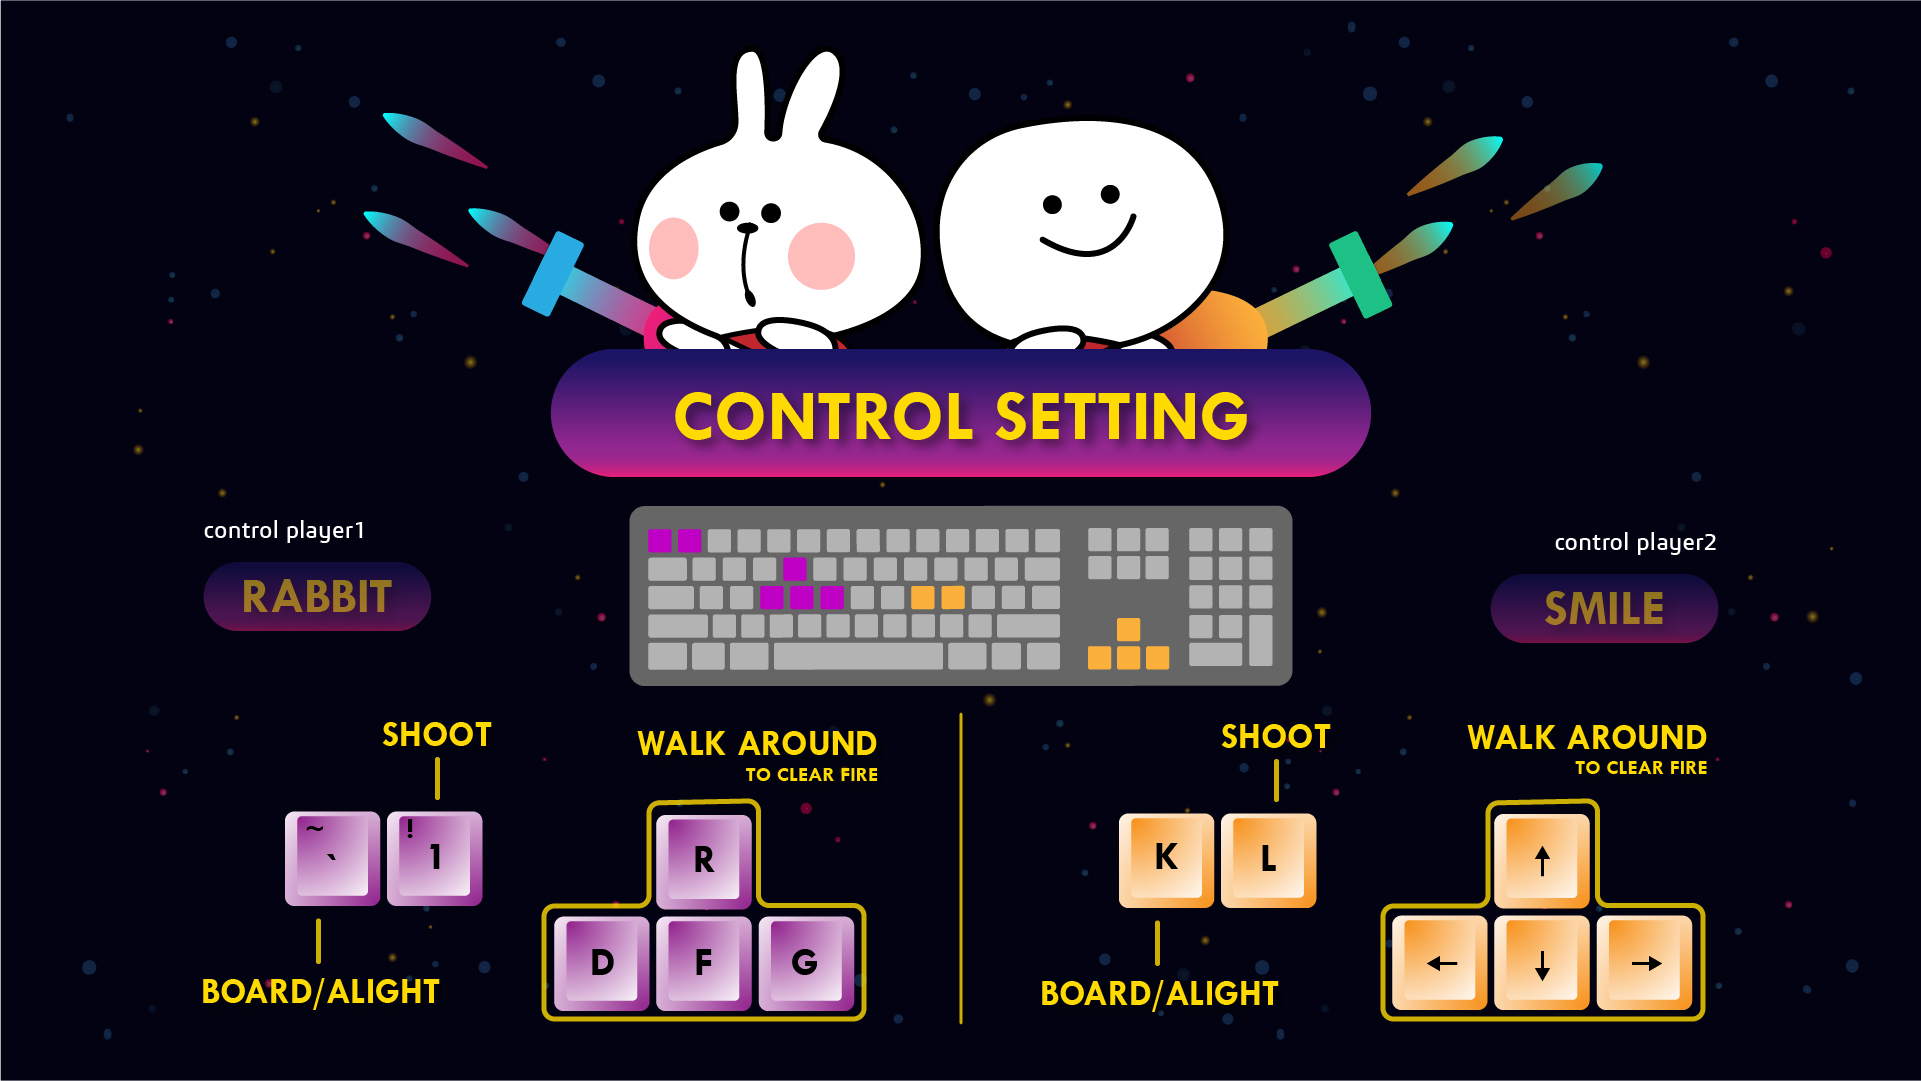 CONTROL SETTING
control player1
RABBIT
control player2
SMILE
SHOOT
WALK AROUND
TO CLEAR FIRE
~
`
!
1
R
D
F
G
BOARD/ALIGHT
SHOOT
WALK AROUND
TO CLEAR FIRE
K
L
↑
←
↓
→
BOARD/ALIGHT